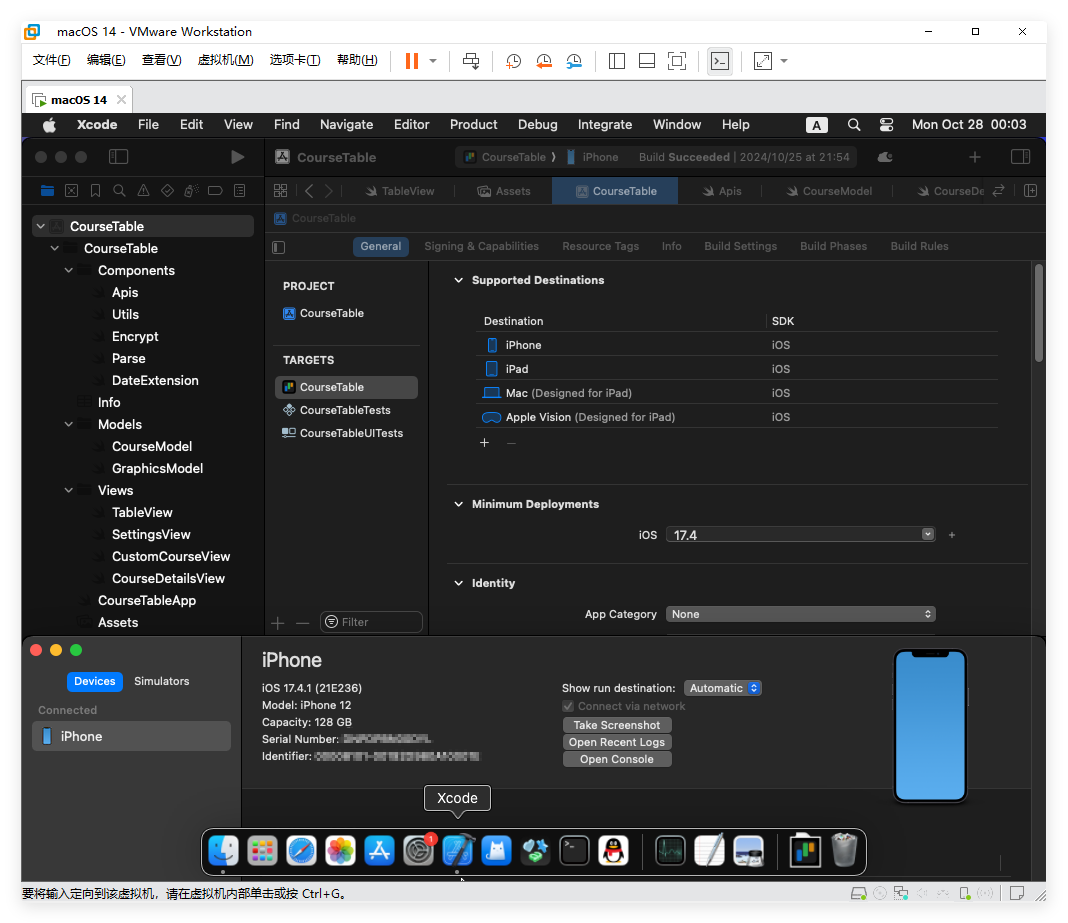 macOS 14 - VMware Workstation
文件(F) 编辑(E) 查看(V) 虚拟机(M) 选项卡(T) 帮助(H)
macOS 14
Xcode File Edit View Find Navigate Editor Product Debug Integrate Window Help A Mon Oct 28 00:03
CourseTable CourseTable 〉 iPhone Build Succeeded | 2024/10/25 at 21:54
TableView Assets CourseTable Apis CourseModel CourseDe
CourseTable
General Signing & Capabilities Resource Tags Info Build Settings Build Phases Build Rules
CourseTable
CourseTable
Components
Apis
Utils
Encrypt
Parse
DateExtension
Info
Models
CourseModel
GraphicsModel
Views
TableView
SettingsView
CustomCourseView
CourseDetailsView
CourseTableApp
Assets
PROJECT
CourseTable
TARGETS
CourseTable
CourseTableTests
CourseTableUITests
Filter
Supported Destinations
Destination SDK
iPhone iOS
iPad iOS
Mac (Designed for iPad) iOS
Apple Vision (Designed for iPad) iOS
Minimum Deployments
iOS 17.4
Identity
App Category None
Devices Simulators
Connected
iPhone
iPhone
iOS 17.4.1 (21E236)
Model: iPhone 12
Capacity: 128 GB
Serial Number:
Identifier:
Show run destination: Automatic
Connect via network
Take Screenshot
Open Recent Logs
Open Console
Xcode
1
要将输入定向到该虚拟机，请在虚拟机内部单击或按 Ctrl+G。